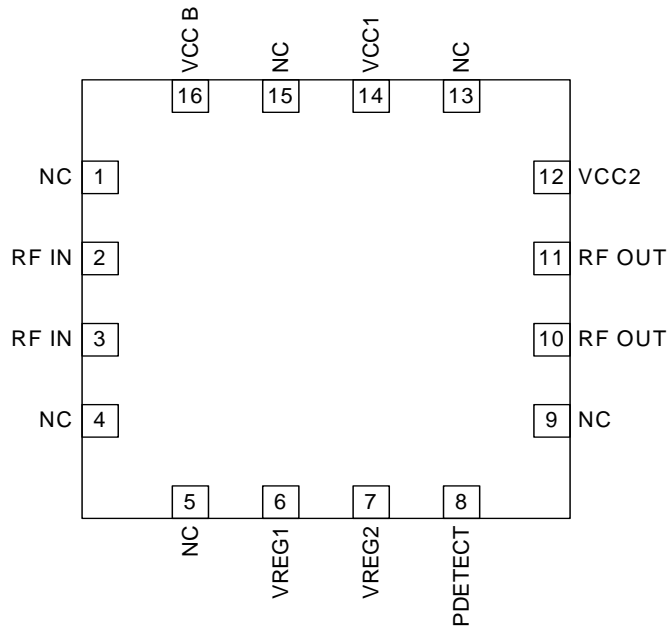 VCC B
NC
VCC1
NC
16
15
14
13
NC 1
12 VCC2
RF IN 2
11 RF OUT
RF IN 3
10 RF OUT
NC 4
9 NC
5
6
7
8
NC
VREG1
VREG2
PDETECT